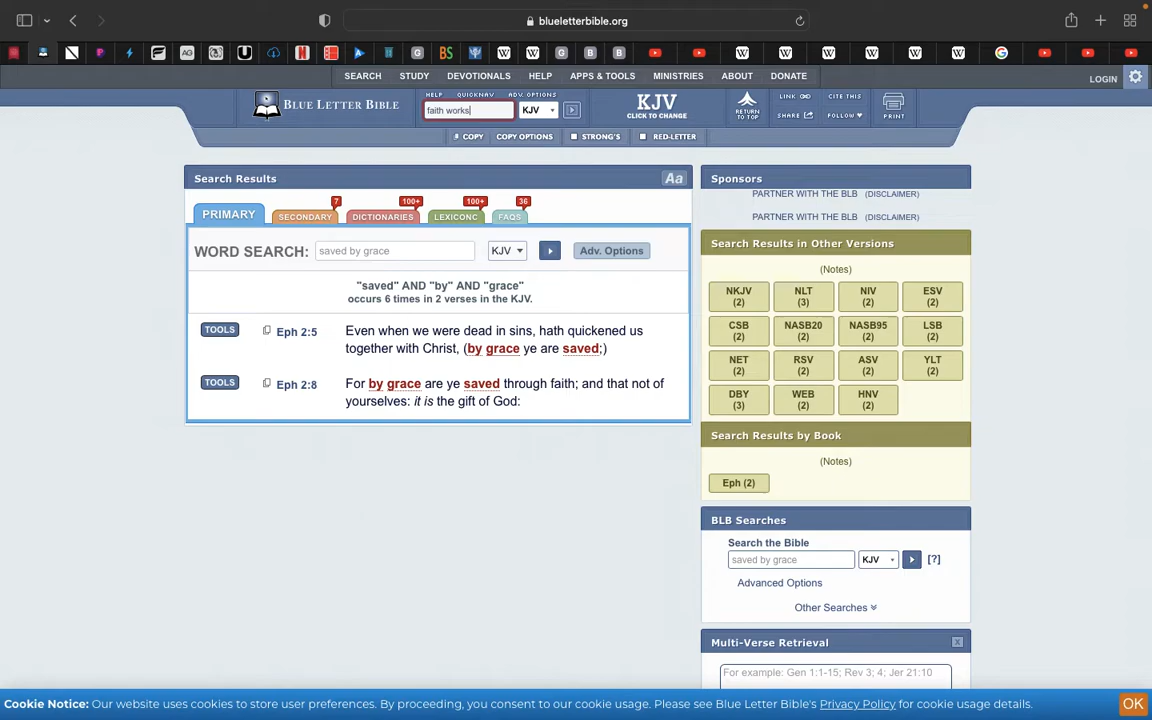 blueletterbible.org
SEARCH STUDY DEVOTIONALS HELP APPS & TOOLS MINISTRIES ABOUT DONATE
LOGIN
BLUE LETTER BIBLE
HELP QUICKNAV ADV. OPTIONS
faith works
KJV
KJV
CLICK TO CHANGE
RETURN
TO TOP
LINK
CITE THIS
SHARE
FOLLOW
PRINT
COPY COPY OPTIONS STRONG'S RED-LETTER
Search Results
Aa
PRIMARY
SECONDARY 7
DICTIONARIES 100+
LEXICONC 100+
FAQS 36
WORD SEARCH: saved by grace KJV Adv. Options
"saved" AND "by" AND "grace"
occurs 6 times in 2 verses in the KJV.
TOOLS Eph 2:5 Even when we were dead in sins, hath quickened us
together with Christ, (by grace ye are saved;)
TOOLS Eph 2:8 For by grace are ye saved through faith; and that not of
yourselves: it is the gift of God:
Sponsors
PARTNER WITH THE BLB (DISCLAIMER)
PARTNER WITH THE BLB (DISCLAIMER)
Search Results in Other Versions
(Notes)
NKJV NLT NIV ESV
(2) (3) (2) (2)
CSB NASB20 NASB95 LSB
(2) (2) (2) (2)
NET RSV ASV YLT
(2) (2) (2) (2)
DBY WEB HNV
(3) (2) (2)
Search Results by Book
(Notes)
Eph (2)
BLB Searches
Search the Bible
saved by grace KJV [?]
Advanced Options
Other Searches
Multi-Verse Retrieval x
For example: Gen 1:1-15; Rev 3; 4; Jer 21:10
Cookie Notice: Our website uses cookies to store user preferences. By proceeding, you consent to our cookie usage. Please see Blue Letter Bible's Privacy Policy for cookie usage details. OK